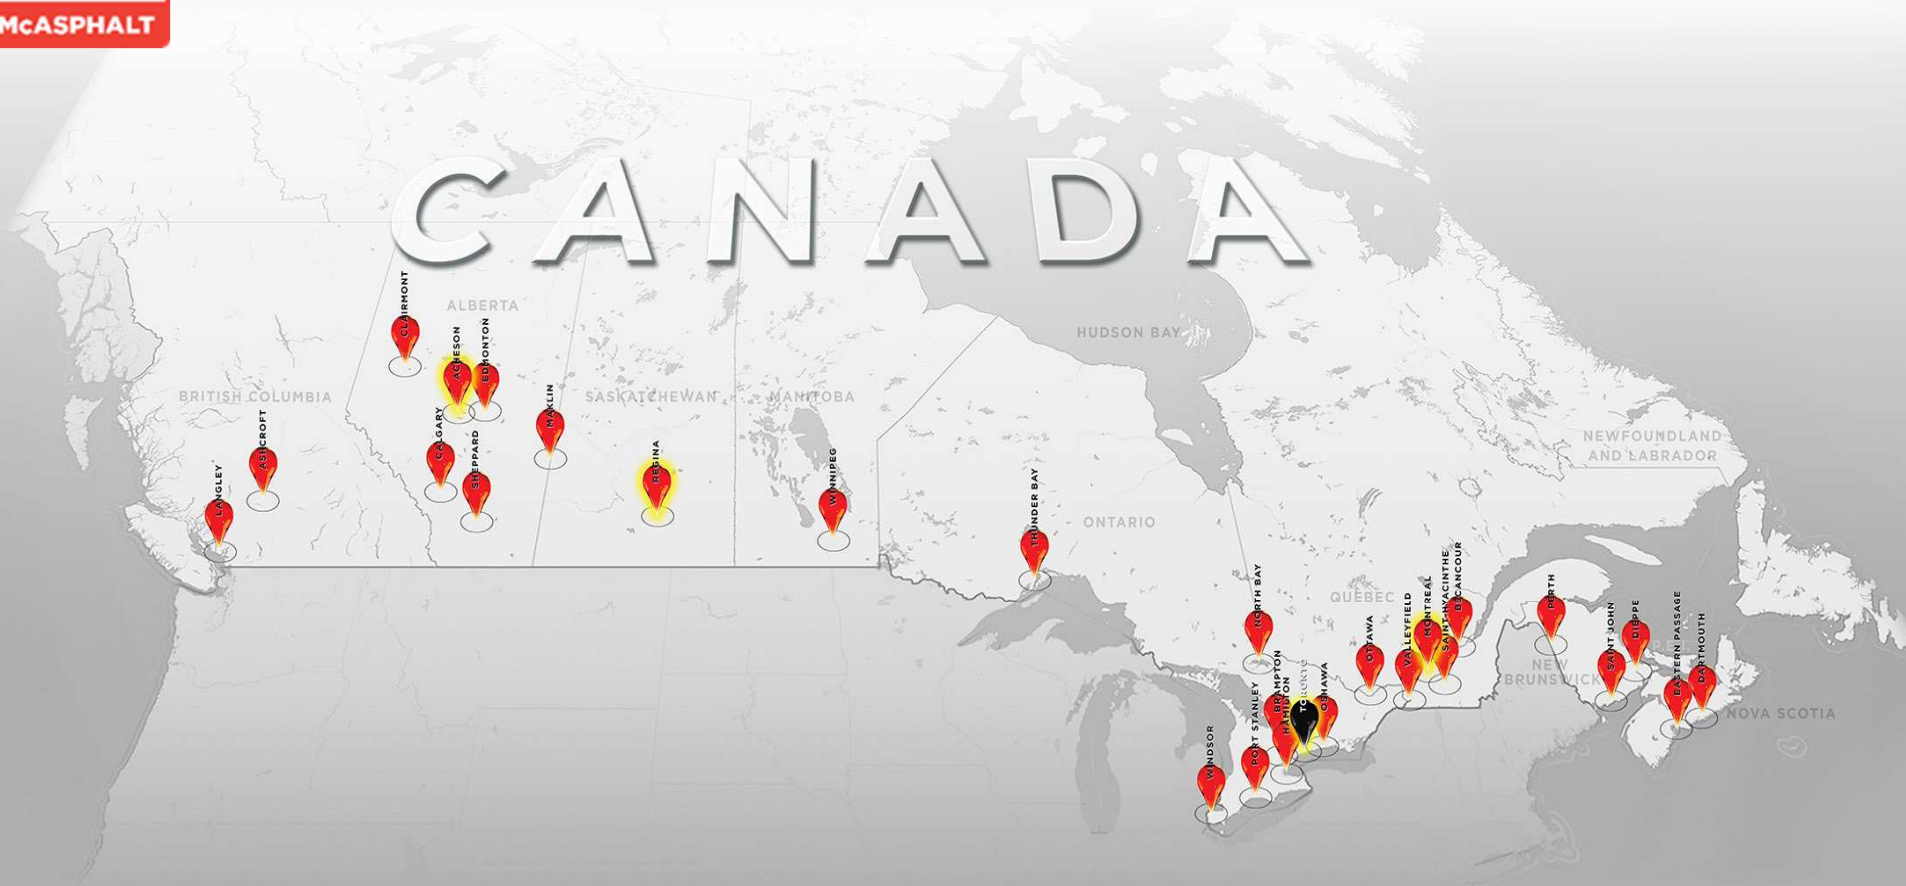 McASPHALT
CANADA
CLAIRMONT
ALBERTA
ACHESON
EDMONTON
HUDSON BAY
BRITISH COLUMBIA
SASKATCHEWAN
MANITOBA
CALGARY
MAKLIN
ASHCROFT
SHEPPARD
REGINA
WINNIPEG
LANGLEY
NEWFOUNDLAND
AND LABRADOR
THUNDER BAY
ONTARIO
NORTH BAY
QUEBEC
OTTAWA
VALLEYFIELD
MONTREAL
SAINT-HYACINTHE
BECANCOUR
PERTH
SAINT JOHN
DIEPPE
EASTERN PASSAGE
DARTMOUTH
NEW
BRUNSWICK
NOVA SCOTIA
BRAMPTON
HAMILTON
TORONTO
OSHAWA
PORT STANLEY
WINDSOR